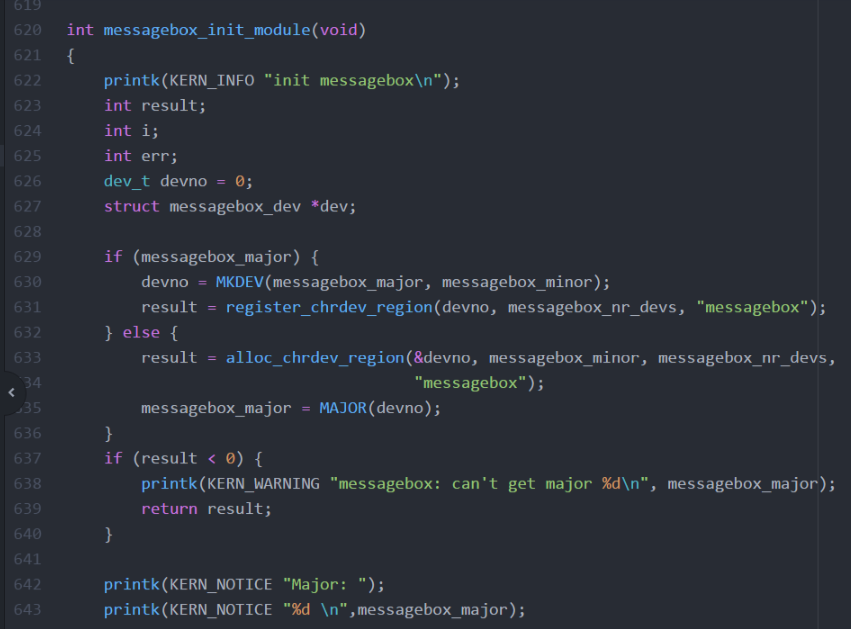 619
620 int messagebox_init_module(void)
621 {
622     printk(KERN_INFO "init messagebox\n");
623     int result;
624     int i;
625     int err;
626     dev_t devno = 0;
627     struct messagebox_dev *dev;
628
629     if (messagebox_major) {
630         devno = MKDEV(messagebox_major, messagebox_minor);
631         result = register_chrdev_region(devno, messagebox_nr_devs, "messagebox");
632     } else {
633         result = alloc_chrdev_region(&devno, messagebox_minor, messagebox_nr_devs,
34                                      "messagebox");
35         messagebox_major = MAJOR(devno);
636     }
637     if (result < 0) {
638         printk(KERN_WARNING "messagebox: can't get major %d\n", messagebox_major);
639         return result;
640     }
641
642     printk(KERN_NOTICE "Major: ");
643     printk(KERN_NOTICE "%d \n",messagebox_major);